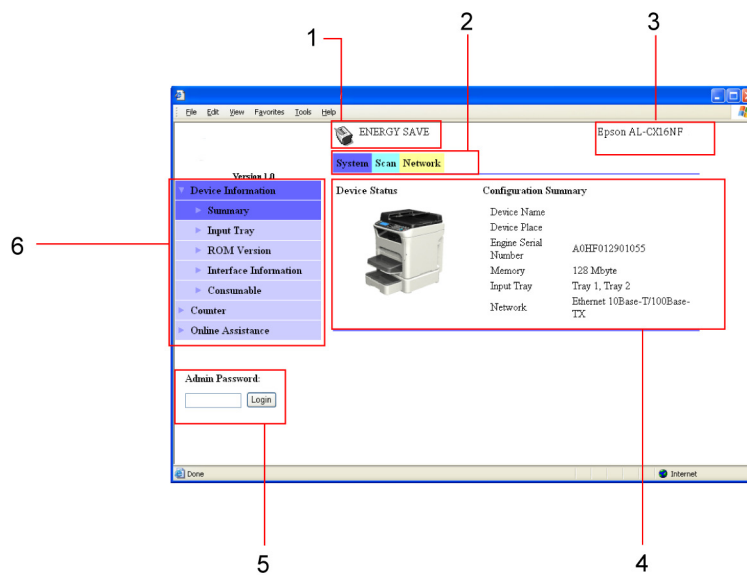 1
2
3
File Edit View Favorites Tools Help
ENERGY SAVE
Epson AL-CX16NF
System Scan Network
Version 1.0
Device Information
Summary
Input Tray
ROM Version
Interface Information
Consumable
Counter
Online Assistance
6
Device Status
Configuration Summary
Device Name
Device Place
Engine Serial
Number
A0HF012901055
Memory 128 Mbyte
Input Tray Tray 1, Tray 2
Network Ethernet 10Base-T/100Base-
TX
Admin Password:
Login
Done
Internet
5
4